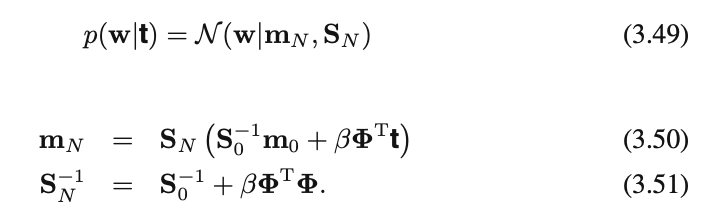 p(w|t) = 𝒩(w|m_N, S_N) (3.49)
m_N = S_N (S_0^{-1} m_0 + βΦ^T t) (3.50)
S_N^{-1} = S_0^{-1} + βΦ^T Φ. (3.51)